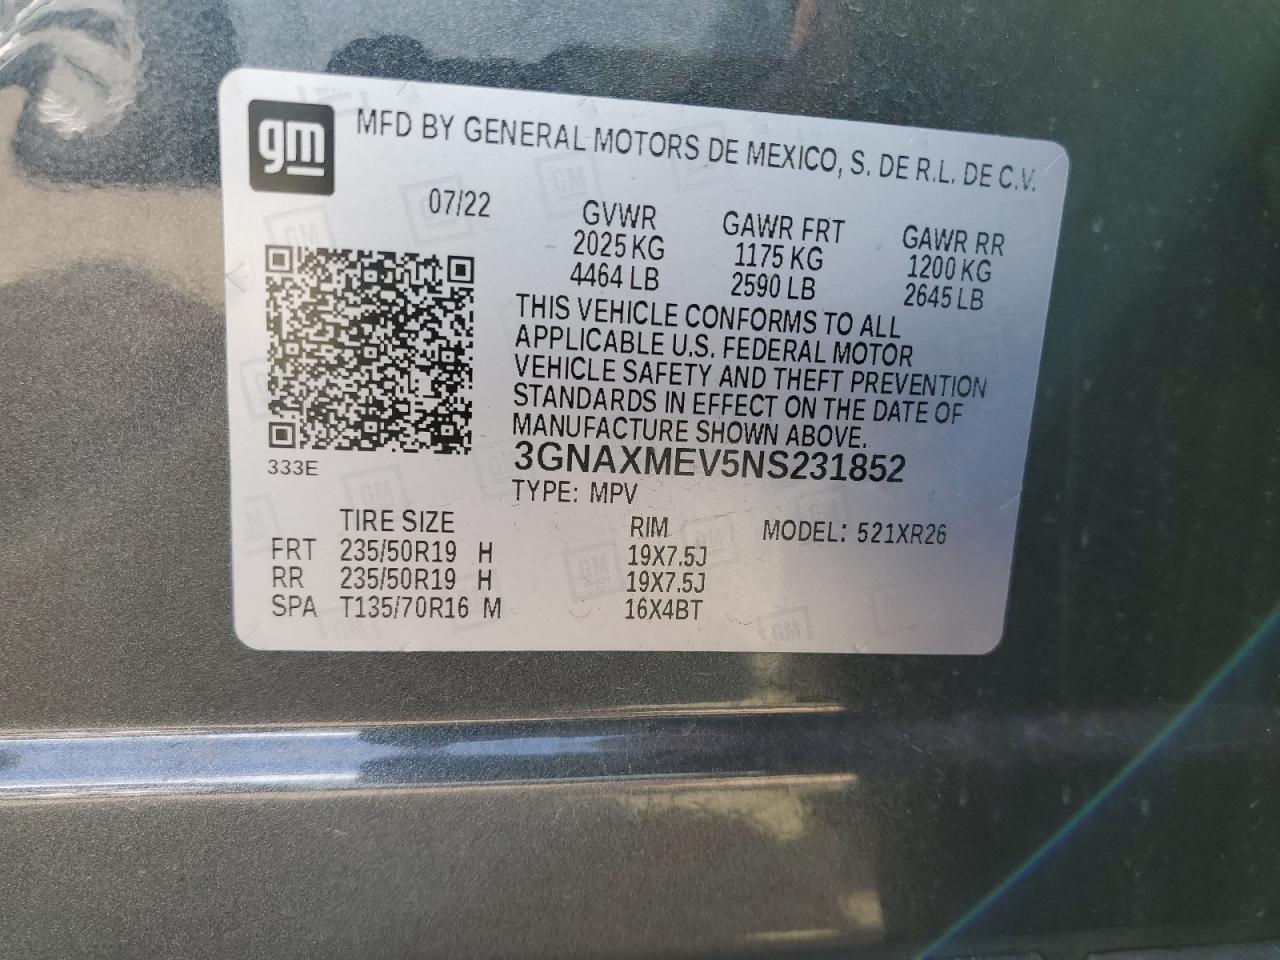 gm MFD BY GENERAL MOTORS DE MEXICO, S. DE R.L. DE C.V.
07/22
GVWR GAWR FRT GAWR RR
2025 KG 1175 KG 1200 KG
4464 LB 2590 LB 2645 LB
THIS VEHICLE CONFORMS TO ALL
APPLICABLE U.S. FEDERAL MOTOR
VEHICLE SAFETY AND THEFT PREVENTION
STANDARDS IN EFFECT ON THE DATE OF
MANUFACTURE SHOWN ABOVE.
333E
3GNAXMEV5NS231852
TYPE: MPV
TIRE SIZE RIM MODEL: 521XR26
FRT 235/50R19 H 19X7.5J
RR 235/50R19 H 19X7.5J
SPA T135/70R16 M 16X4BT